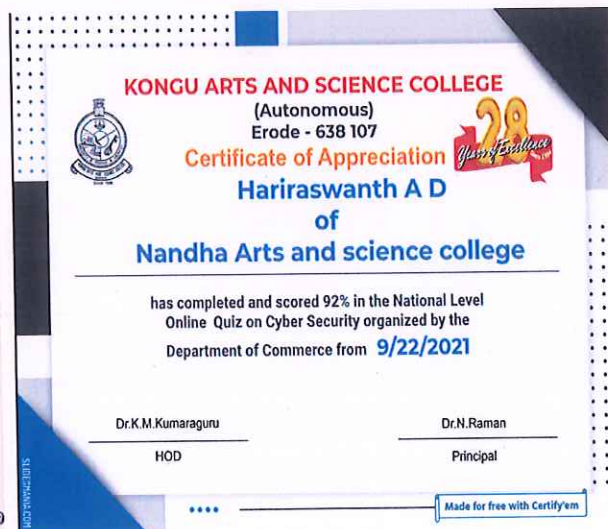 KONGU ARTS AND SCIENCE COLLEGE
(Autonomous)
Erode - 638 107
Certificate of Appreciation
28
Years of Excellence
Hariraswanth A D
of
Nandha Arts and science college
has completed and scored 92% in the National Level
Online Quiz on Cyber Security organized by the
Department of Commerce from 9/22/2021
Dr.K.M.Kumaraguru
HOD
Dr.N.Raman
Principal
SLIDERMANIA.COM
Made for free with Certify'em